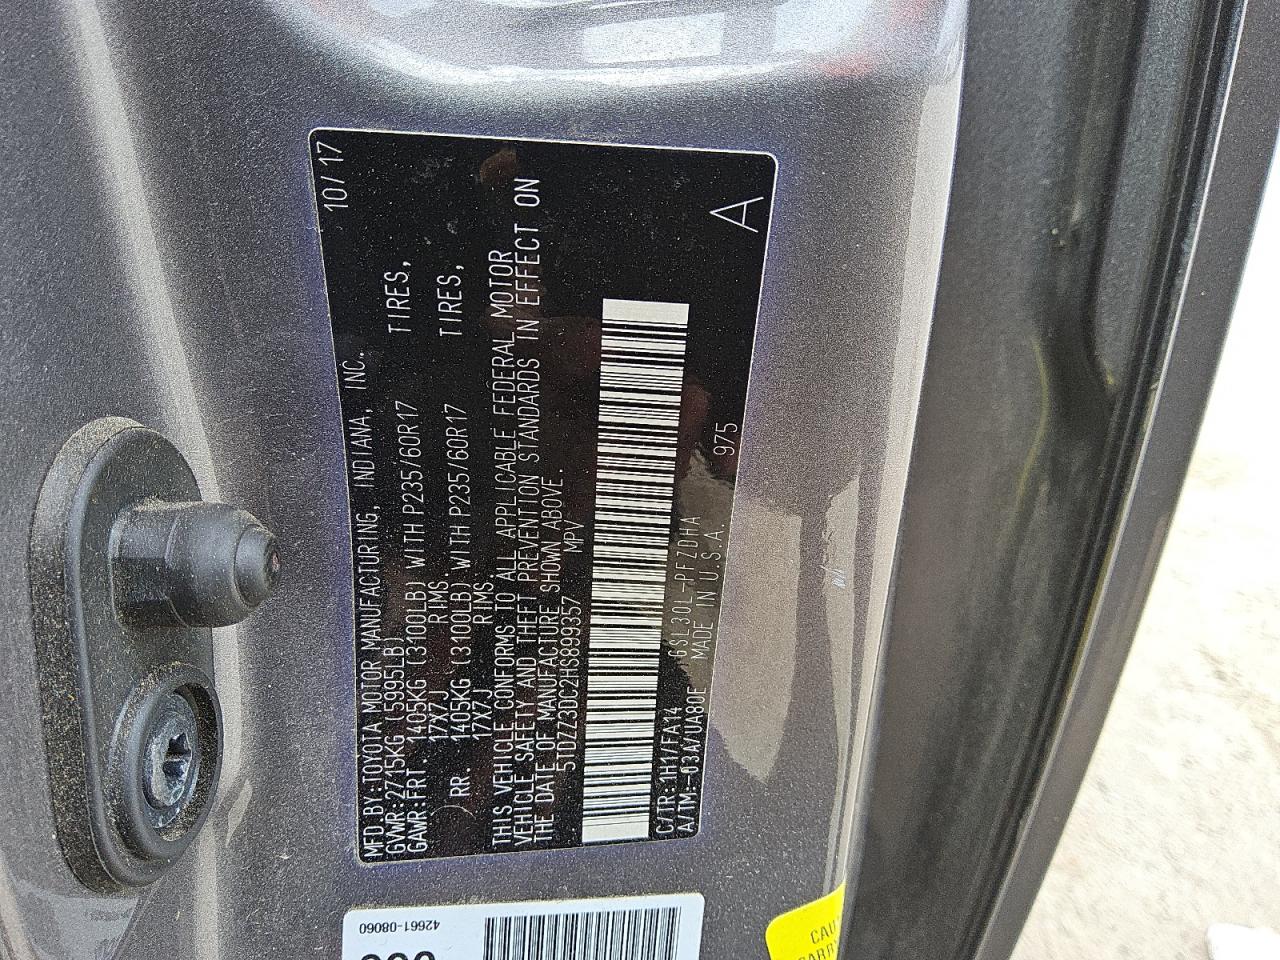 10/17
MFD.BY:TOYOTA MOTOR MANUFACTURING, INDIANA, INC.
GVWR:2715KG (5995LB)
GAWR:FRT. 1405KG (3100LB) WITH P235/60R17 TIRES,
17X7J RIMS.
RR. 1405KG (3100LB) WITH P235/60R17 TIRES,
17X7J RIMS.
THIS VEHICLE CONFORMS TO ALL APPLICABLE FEDERAL MOTOR
VEHICLE SAFETY AND THEFT PREVENTION STANDARDS IN EFFECT ON
THE DATE OF MANUFACTURE SHOWN ABOVE.
5TDZZ3DC2HS899357 MPV
C/TR:1H1/FA14 GSL30L-PFZDHA
A/TM:-03A/UA80E MADE IN U.S.A. 975
A
42661-08060